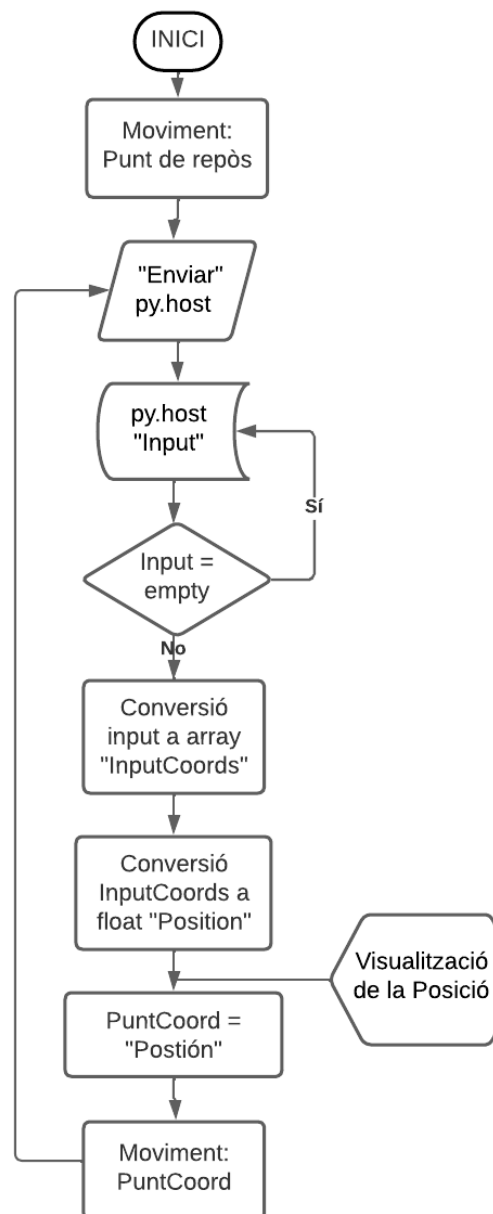 INICI
Moviment:
Punt de repòs
"Enviar"
py.host
py.host
"Input"
Sí
Input =
empty
No
Conversió
input a array
"InputCoords"
Conversió
InputCoords a
float "Position"
Visualització
de la Posició
PuntCoord =
"Postión"
Moviment:
PuntCoord